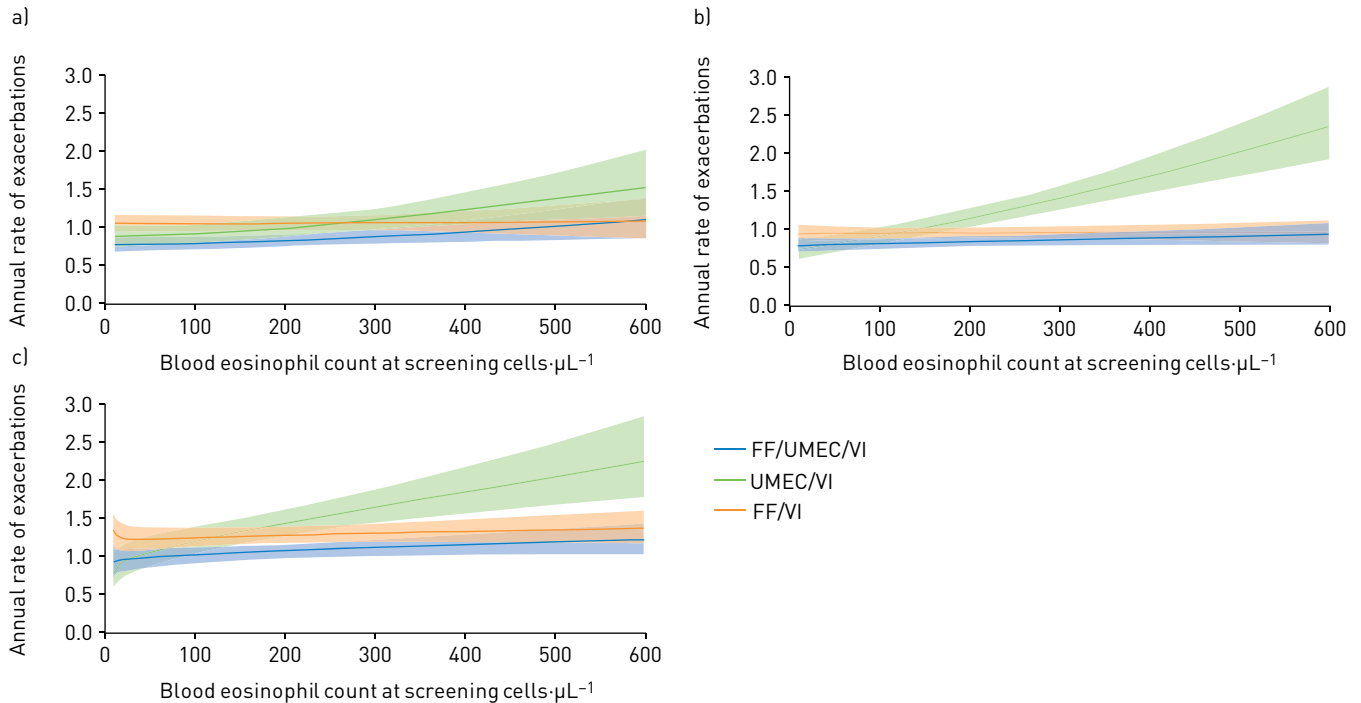 a)
Annual rate of exacerbations
3.0
2.5
2.0
1.5
1.0
0.5
0.0
0 100 200 300 400 500 600
Blood eosinophil count at screening cells·µL⁻¹
b)
Annual rate of exacerbations
3.0
2.5
2.0
1.5
1.0
0.5
0.0
0 100 200 300 400 500 600
Blood eosinophil count at screening cells·µL⁻¹
c)
Annual rate of exacerbations
3.0
2.5
2.0
1.5
1.0
0.5
0.0
0 100 200 300 400 500 600
Blood eosinophil count at screening cells·µL⁻¹
FF/UMEC/VI
UMEC/VI
FF/VI